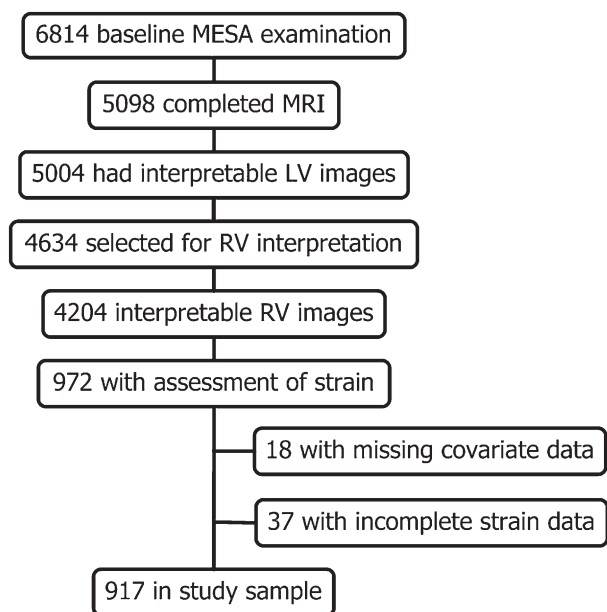 6814 baseline MESA examination
5098 completed MRI
5004 had interpretable LV images
4634 selected for RV interpretation
4204 interpretable RV images
972 with assessment of strain
18 with missing covariate data
37 with incomplete strain data
917 in study sample